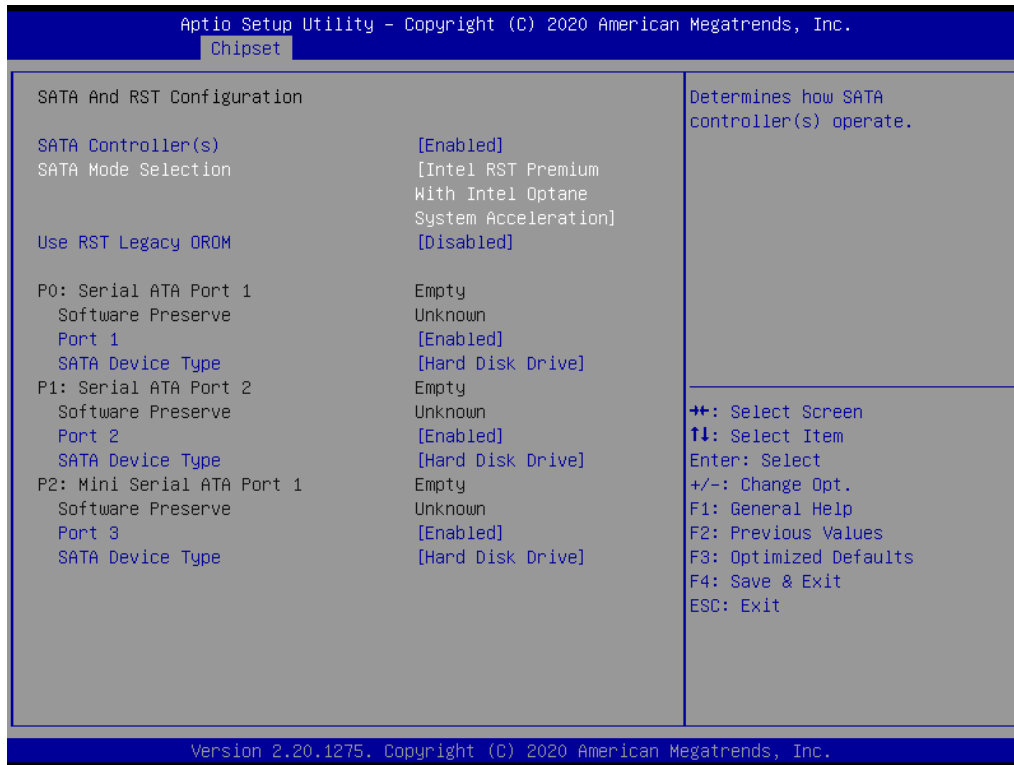 Aptio Setup Utility – Copyright (C) 2020 American Megatrends, Inc.
Chipset
SATA And RST Configuration
SATA Controller(s) [Enabled]
SATA Mode Selection [Intel RST Premium
With Intel Optane
System Acceleration]
Use RST Legacy OROM [Disabled]
P0: Serial ATA Port 1 Empty
Software Preserve Unknown
Port 1 [Enabled]
SATA Device Type [Hard Disk Drive]
P1: Serial ATA Port 2 Empty
Software Preserve Unknown
Port 2 [Enabled]
SATA Device Type [Hard Disk Drive]
P2: Mini Serial ATA Port 1 Empty
Software Preserve Unknown
Port 3 [Enabled]
SATA Device Type [Hard Disk Drive]
Determines how SATA
controller(s) operate.
→←: Select Screen
↑↓: Select Item
Enter: Select
+/-: Change Opt.
F1: General Help
F2: Previous Values
F3: Optimized Defaults
F4: Save & Exit
ESC: Exit
Version 2.20.1275. Copyright (C) 2020 American Megatrends, Inc.